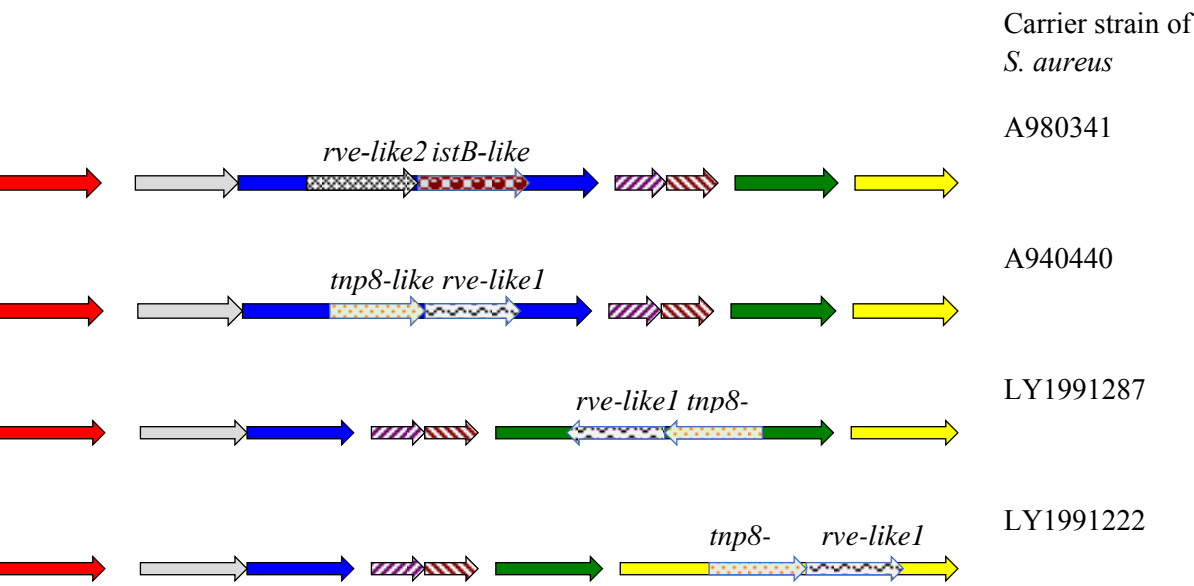 Carrier strain of
S. aureus
A980341
rve-like2 istB-like
A940440
tnp8-like rve-like1
LY1991287
rve-like1 tnp8-
LY1991222
tnp8- rve-like1